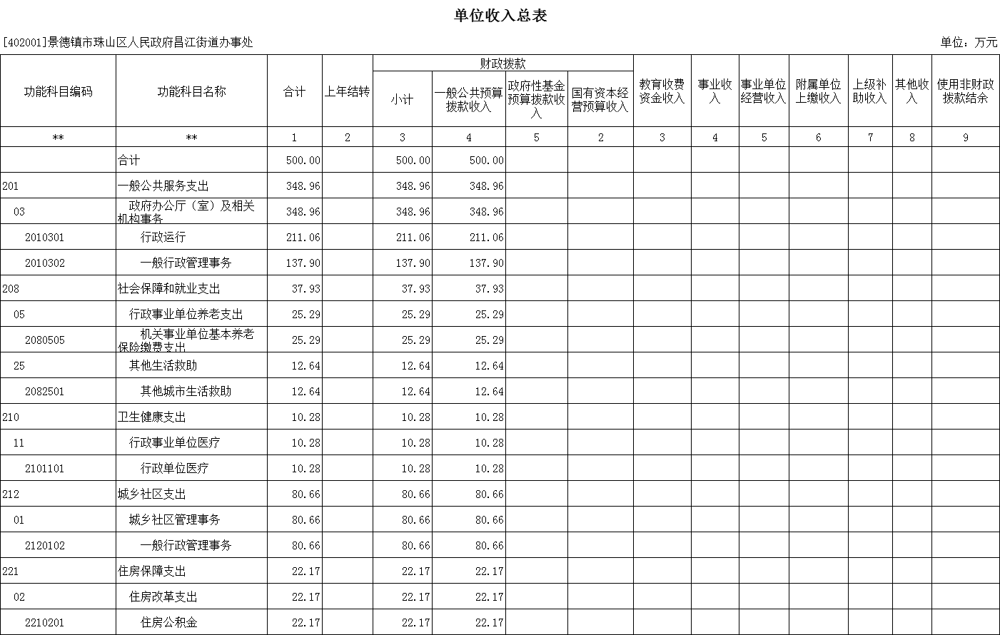 单位收入总表
[402001]景德镇市珠山区人民政府昌江街道办事处 单位：万元
功能科目编码 功能科目名称 合计 上年结转 财政拨款 教育收费资金收入 事业收入 事业单位经营收入 附属单位上缴收入 上级补助收入 其他收入 使用非财政拨款结余
小计 一般公共预算拨款收入 政府性基金预算拨款收入 国有资本经营预算收入
** ** 1 2 3 4 5 2 3 4 5 6 7 8 9
合计 500.00 500.00 500.00
201 一般公共服务支出 348.96 348.96 348.96
03 政府办公厅（室）及相关机构事务 348.96 348.96 348.96
2010301 行政运行 211.06 211.06 211.06
2010302 一般行政管理事务 137.90 137.90 137.90
208 社会保障和就业支出 37.93 37.93 37.93
05 行政事业单位养老支出 25.29 25.29 25.29
2080505 机关事业单位基本养老保险缴费支出 25.29 25.29 25.29
25 其他生活救助 12.64 12.64 12.64
2082501 其他城市生活救助 12.64 12.64 12.64
210 卫生健康支出 10.28 10.28 10.28
11 行政事业单位医疗 10.28 10.28 10.28
2101101 行政单位医疗 10.28 10.28 10.28
212 城乡社区支出 80.66 80.66 80.66
01 城乡社区管理事务 80.66 80.66 80.66
2120102 一般行政管理事务 80.66 80.66 80.66
221 住房保障支出 22.17 22.17 22.17
02 住房改革支出 22.17 22.17 22.17
2210201 住房公积金 22.17 22.17 22.17